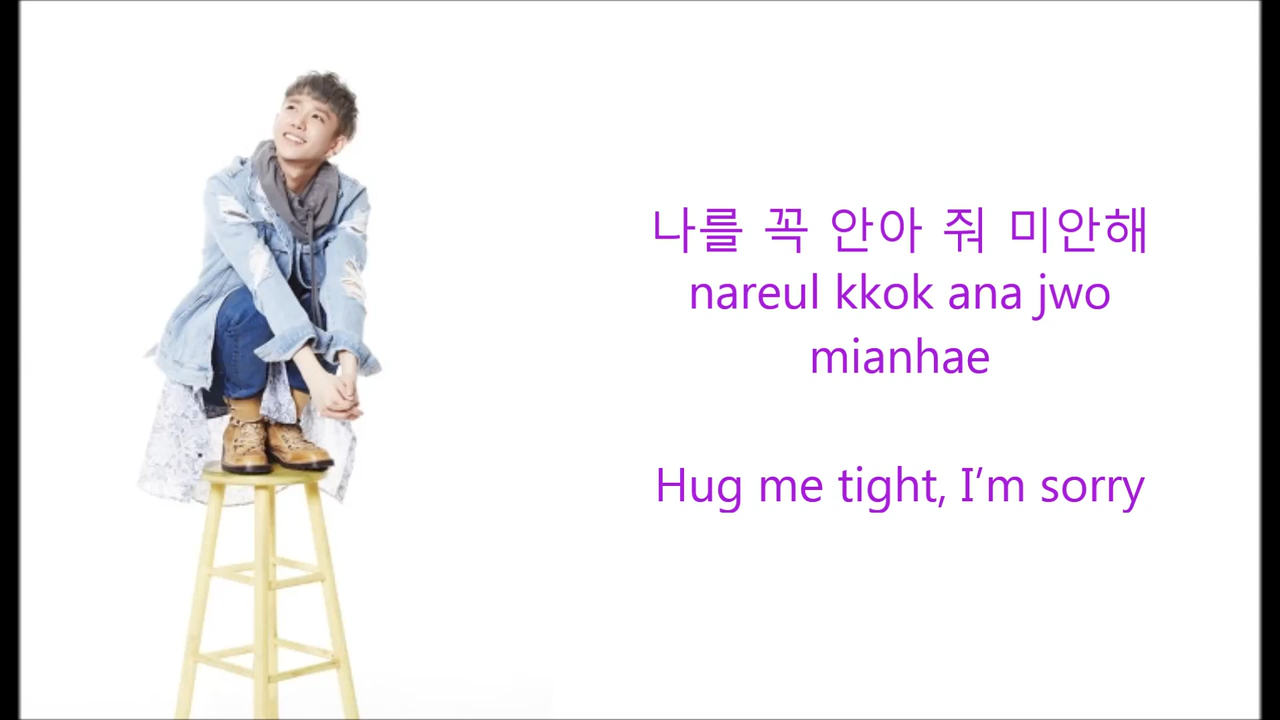 나를 꼭 안아 줘 미안해
nareul kkok ana jwo
mianhae
Hug me tight, I’m sorry